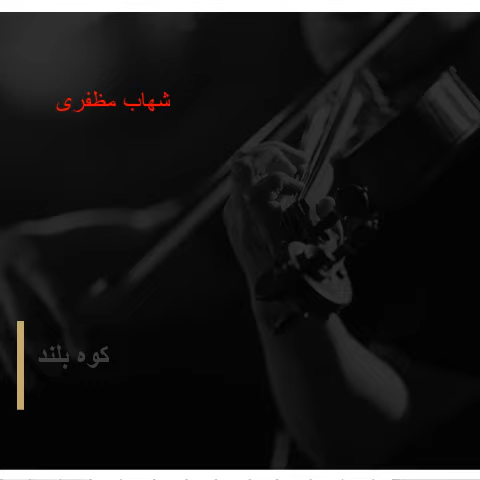 شهاب مظفری
کوه بلند